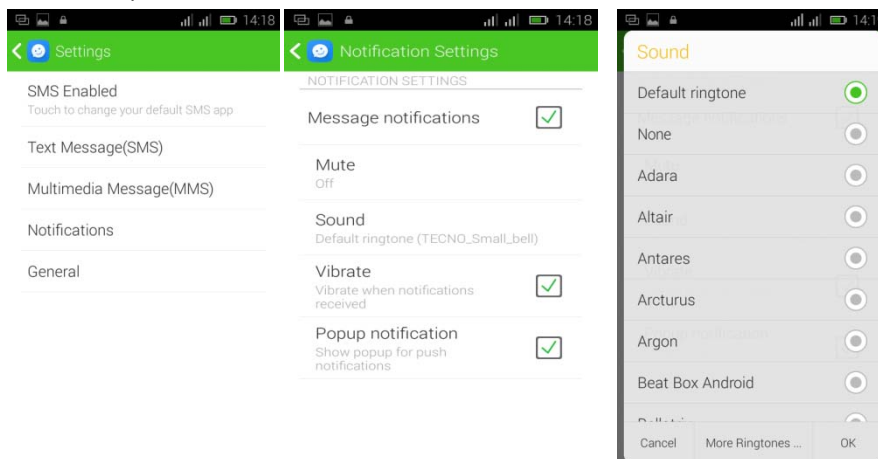 14:18
Settings
SMS Enabled
Touch to change your default SMS app
Text Message(SMS)
Multimedia Message(MMS)
Notifications
General
14:18
Notification Settings
NOTIFICATION SETTINGS
Message notifications
Mute
Off
Sound
Default ringtone (TECNO_Small_bell)
Vibrate
Vibrate when notifications
received
Popup notification
Show popup for push
notifications
14:1
Sound
Default ringtone
None
Adara
Altair
Antares
Arcturus
Argon
Beat Box Android
Cancel
More Ringtones ...
OK